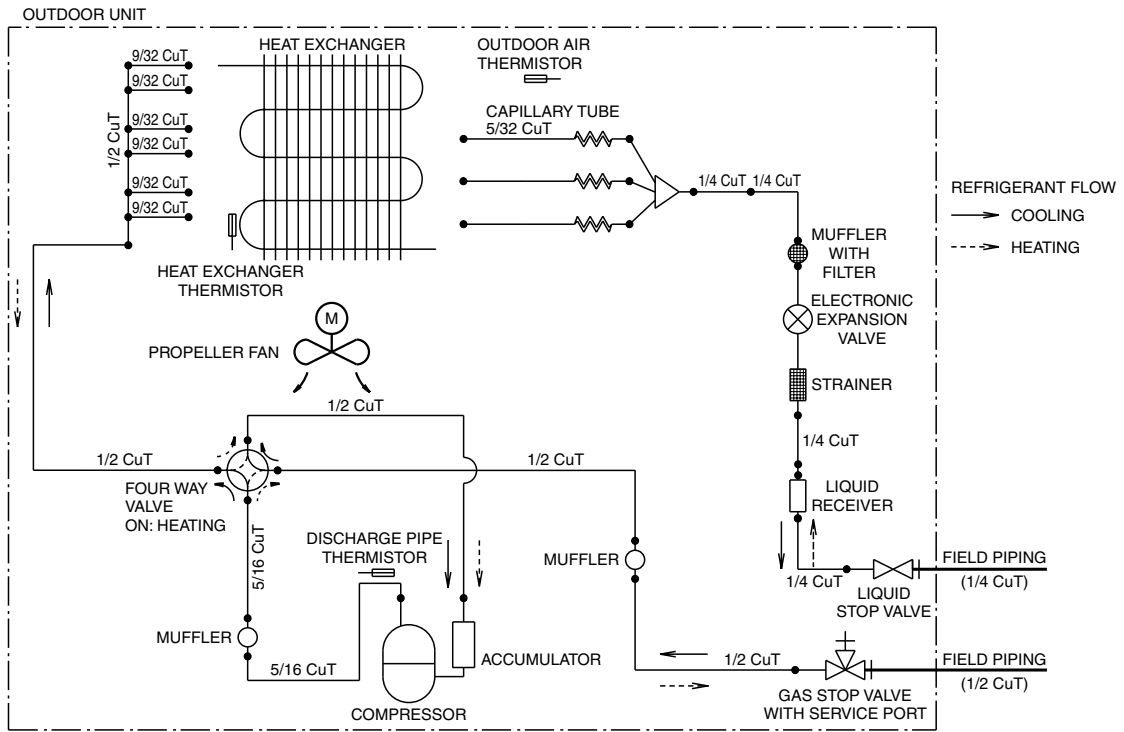 OUTDOOR UNIT
9/32 CuT
9/32 CuT
9/32 CuT
9/32 CuT
9/32 CuT
9/32 CuT
1/2 CuT
HEAT EXCHANGER
OUTDOOR AIR
THERMISTOR
CAPILLARY TUBE
5/32 CuT
1/4 CuT 1/4 CuT
REFRIGERANT FLOW
COOLING
HEATING
MUFFLER
WITH
FILTER
HEAT EXCHANGER
THERMISTOR
ELECTRONIC
EXPANSION
VALVE
M
PROPELLER FAN
STRAINER
1/2 CuT
1/4 CuT
1/2 CuT
1/2 CuT
FOUR WAY
VALVE
ON: HEATING
LIQUID
RECEIVER
5/16 CuT
DISCHARGE PIPE
THERMISTOR
MUFFLER
FIELD PIPING
(1/4 CuT)
1/4 CuT
LIQUID
STOP VALVE
MUFFLER
5/16 CuT
ACCUMULATOR
COMPRESSOR
1/2 CuT
FIELD PIPING
(1/2 CuT)
GAS STOP VALVE
WITH SERVICE PORT